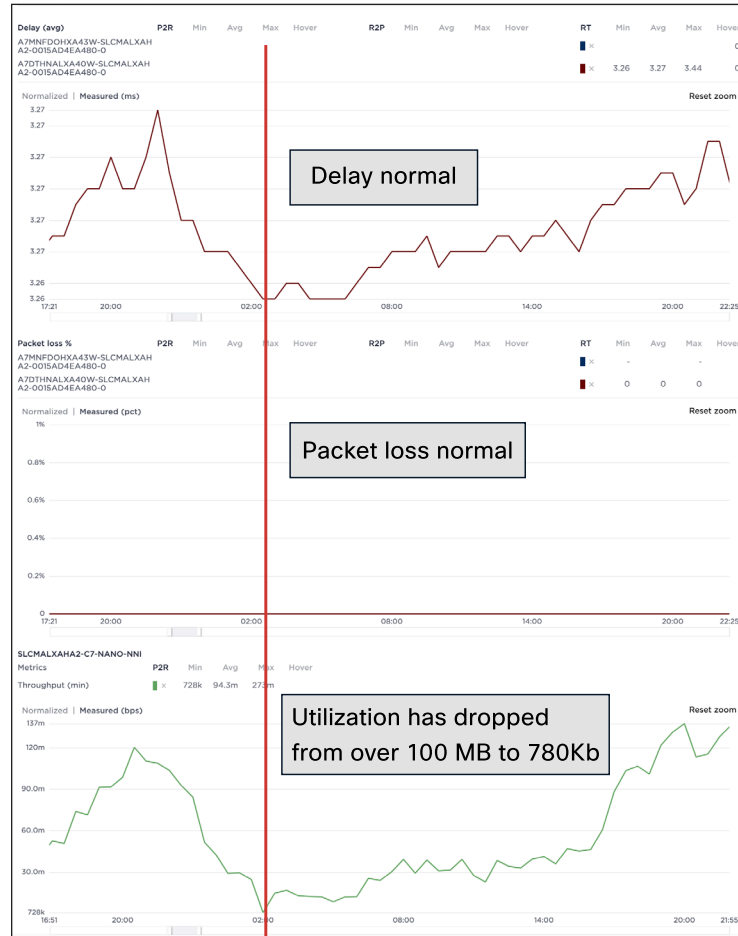 Delay (avg) P2R Min Avg Max Hover R2P Min Avg Max Hover RT Min Avg Max Hover
A7MNFDOHXA43W-SLCMALXAH
A2-0015AD4EA480-0 ×
A7DTHNALXA40W-SLCMALXAH
A2-0015AD4EA480-0 × 3.26 3.27 3.44
Normalized | Measured (ms) Reset zoom
3.27
3.27
3.27
Delay normal
3.27
3.27
3.27
3.26
3.26
17:21 20:00 02:00 08:00 14:00 20:00 22:25
Packet loss % P2R Min Avg Max Hover R2P Min Avg Max Hover RT Min Avg Max Hover
A7MNFDOHXA43W-SLCMALXAH
A2-0015AD4EA480-0 × - -
A7DTHNALXA40W-SLCMALXAH
A2-0015AD4EA480-0 × 0 0 0
Normalized | Measured (pct) Reset zoom
1%
Packet loss normal
0.8%
0.6%
0.4%
0.2%
0
17:21 20:00 02:00 08:00 14:00 20:00 22:25
SLCMALXAHA2-C7-NANO-NNI
Metrics P2R Min Avg Max Hover
Throughput (min) × 728k 94.3m 273m
Utilization has dropped
from over 100 MB to 780Kb
Normalized | Measured (bps) Reset zoom
137m
120m
90.0m
60.0m
30.0m
728k
16:51 20:00 02:00 08:00 14:00 20:00 21:55